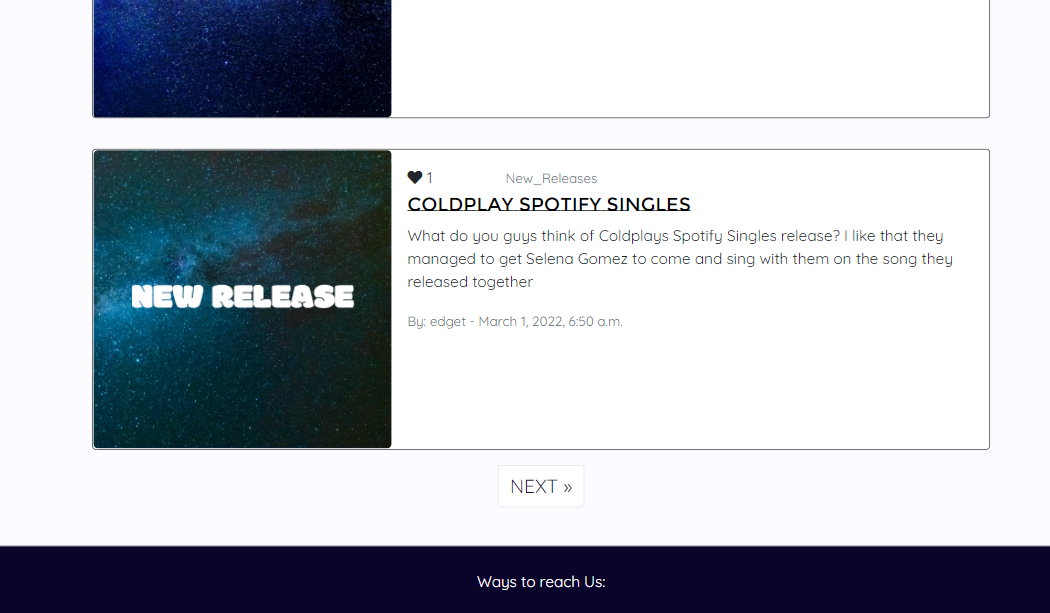 1 New_Releases
COLDPLAY SPOTIFY SINGLES
What do you guys think of Coldplays Spotify Singles release? I like that they
managed to get Selena Gomez to come and sing with them on the song they
released together
NEW RELEASE
By: edget - March 1, 2022, 6:50 a.m.
NEXT »
Ways to reach Us: